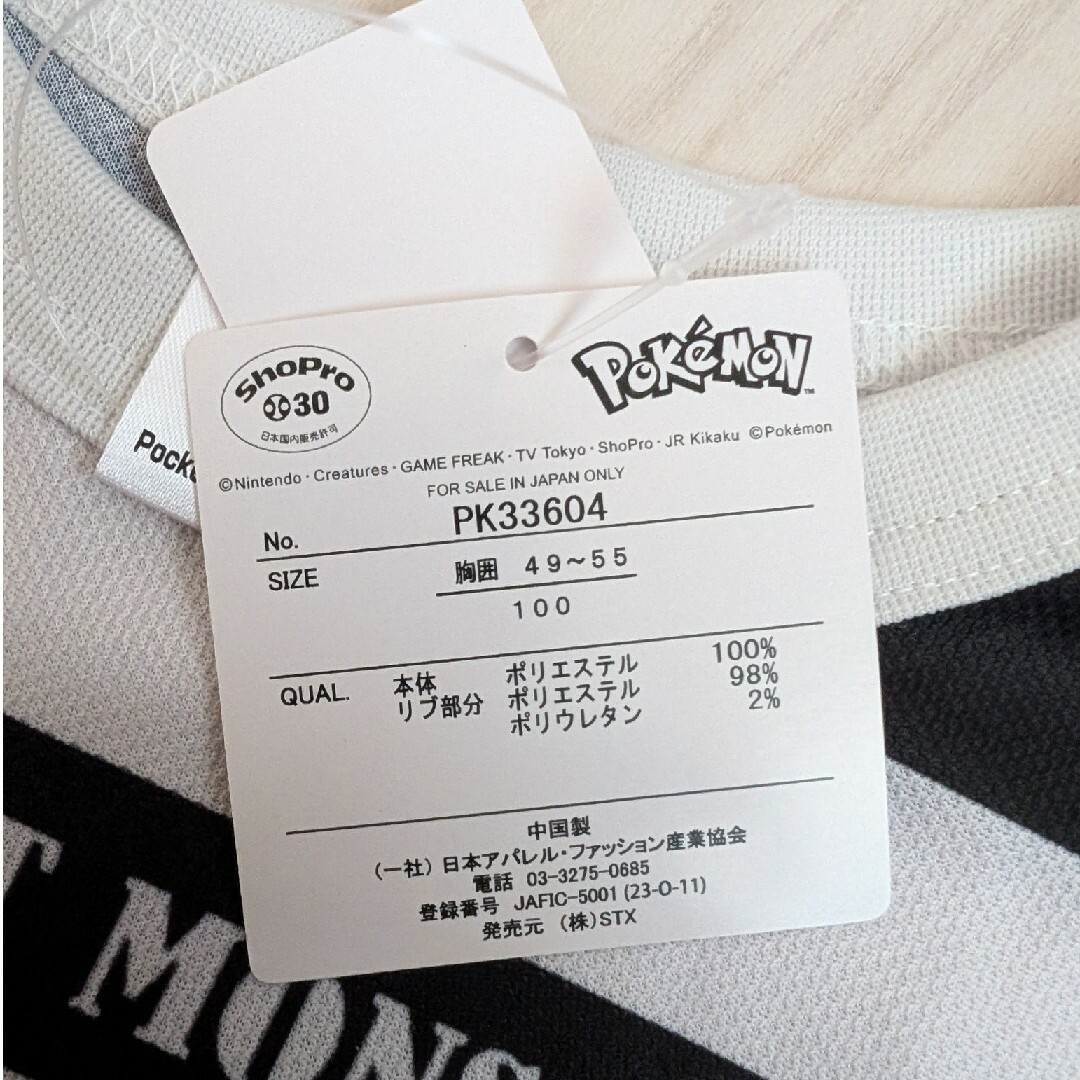 ShoPro
30
日本国内販売許可
POKéMON™
©Nintendo・Creatures・GAME FREAK・TV Tokyo・ShoPro・JR Kikaku ©Pokémon
FOR SALE IN JAPAN ONLY
No. PK33604
SIZE 胸囲 49~55
100
QUAL. 本体 ポリエステル 100%
リブ部分 ポリエステル 98%
ポリウレタン 2%
中国製
(一社) 日本アパレル・ファッション産業協会
電話 03-3275-0685
登録番号 JAFIC-5001 (23-O-11)
発売元 (株)STX
Pock
T MONS